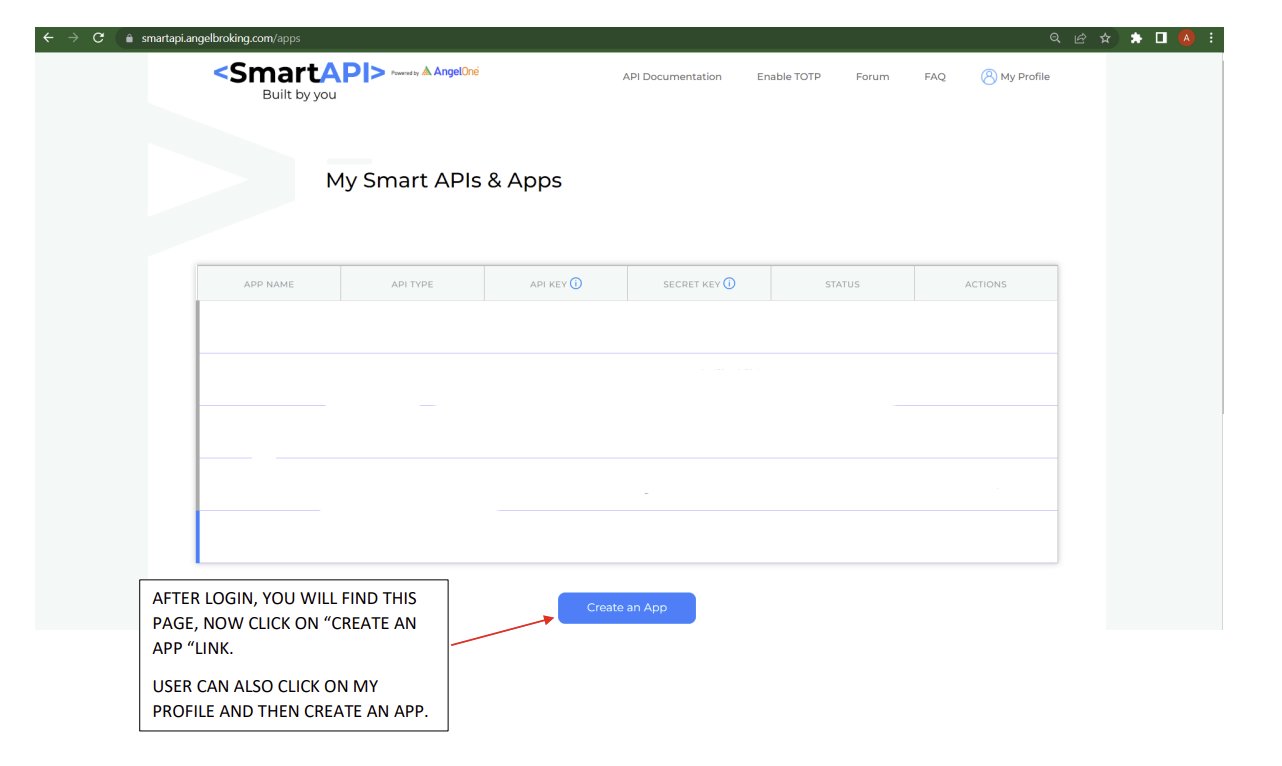 smartapi.angelbroking.com/apps
A
<SmartAPI> Powered by AngelOne
Built by you
API Documentation Enable TOTP Forum FAQ My Profile
My Smart APIs & Apps
APP NAME API TYPE API KEY i SECRET KEY i STATUS ACTIONS
Create an App
AFTER LOGIN, YOU WILL FIND THIS
PAGE, NOW CLICK ON “CREATE AN
APP “LINK.
USER CAN ALSO CLICK ON MY
PROFILE AND THEN CREATE AN APP.